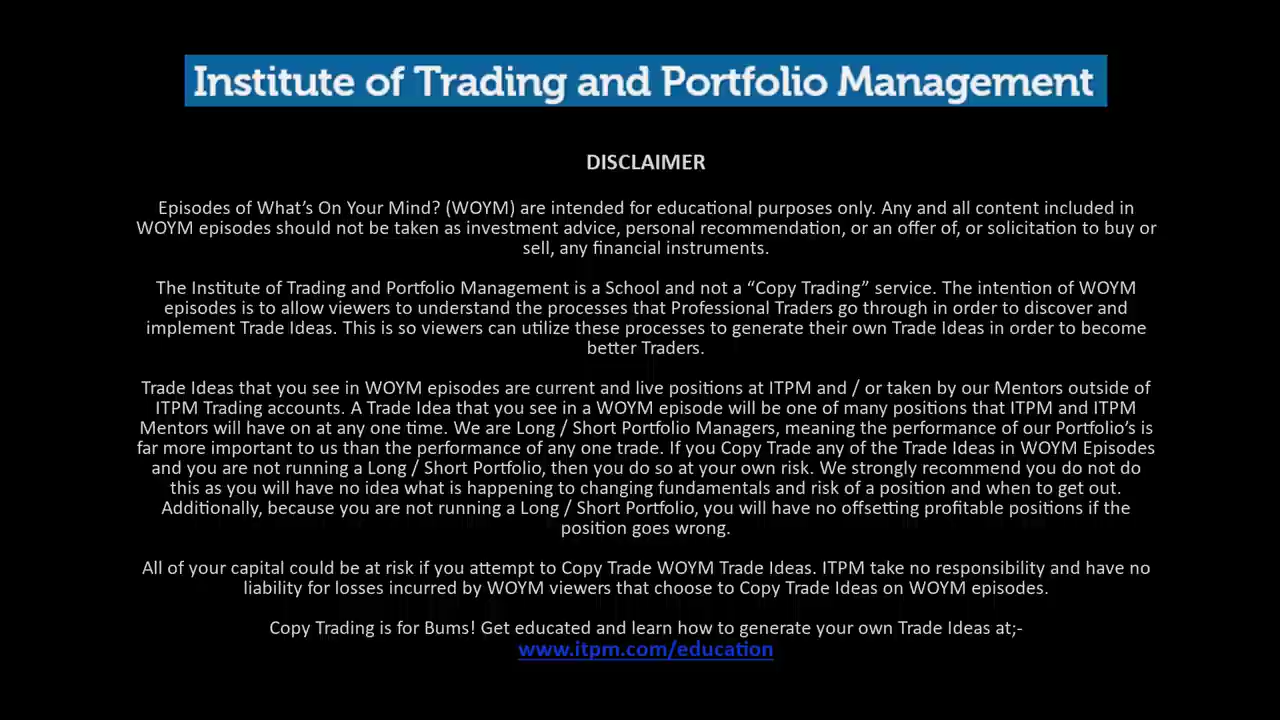 Institute of Trading and Portfolio Management
DISCLAIMER
Episodes of What's On Your Mind? (WOYM) are intended for educational purposes only. Any and all content included in
WOYM episodes should not be taken as investment advice, personal recommendation, or an offer of, or solicitation to buy or
sell, any financial instruments.
The Institute of Trading and Portfolio Management is a School and not a “Copy Trading” service. The intention of WOYM
episodes is to allow viewers to understand the processes that Professional Traders go through in order to discover and
implement Trade Ideas. This is so viewers can utilize these processes to generate their own Trade Ideas in order to become
better Traders.
Trade Ideas that you see in WOYM episodes are current and live positions at ITPM and / or taken by our Mentors outside of
ITPM Trading accounts. A Trade Idea that you see in a WOYM episode will be one of many positions that ITPM and ITPM
Mentors will have on at any one time. We are Long / Short Portfolio Managers, meaning the performance of our Portfolio’s is
far more important to us than the performance of any one trade. If you Copy Trade any of the Trade Ideas in WOYM Episodes
and you are not running a Long / Short Portfolio, then you do so at your own risk. We strongly recommend you do not do
this as you will have no idea what is happening to changing fundamentals and risk of a position and when to get out.
Additionally, because you are not running a Long / Short Portfolio, you will have no offsetting profitable positions if the
position goes wrong.
All of your capital could be at risk if you attempt to Copy Trade WOYM Trade Ideas. ITPM take no responsibility and have no
liability for losses incurred by WOYM viewers that choose to Copy Trade Ideas on WOYM episodes.
Copy Trading is for Bums! Get educated and learn how to generate your own Trade Ideas at;-
www.itpm.com/education